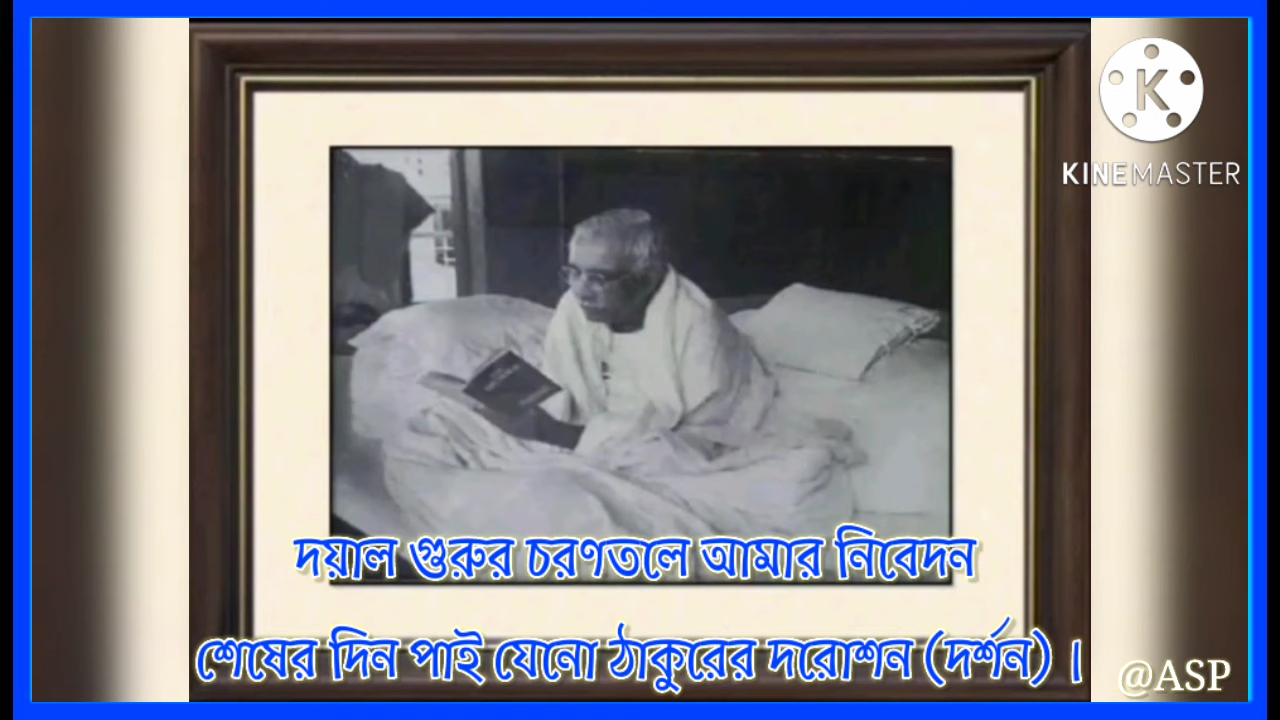 K
KINEMASTER
দয়াল গুরুর চরণতলে আমার নিবেদন
শেষের দিন পাই যেনো ঠাকুরের দরোশন (দর্শন) ।
@ASP